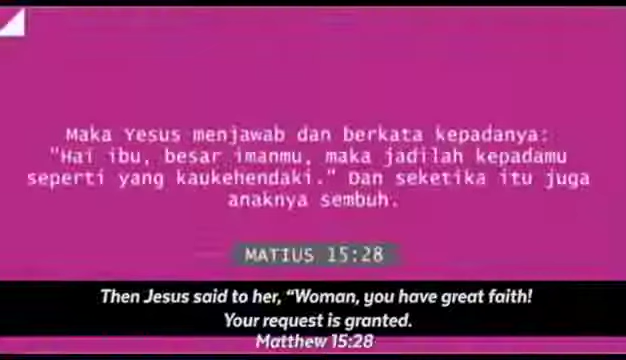 Maka Yesus menjawab dan berkata kepadanya:
"Hai ibu, besar imanmu, maka jadilah kepadamu
seperti yang kaukehendaki." Dan seketika itu juga
anaknya sembuh.
MATIUS 15:28
Then Jesus said to her, “Woman, you have great faith!
Your request is granted.
Matthew 15:28